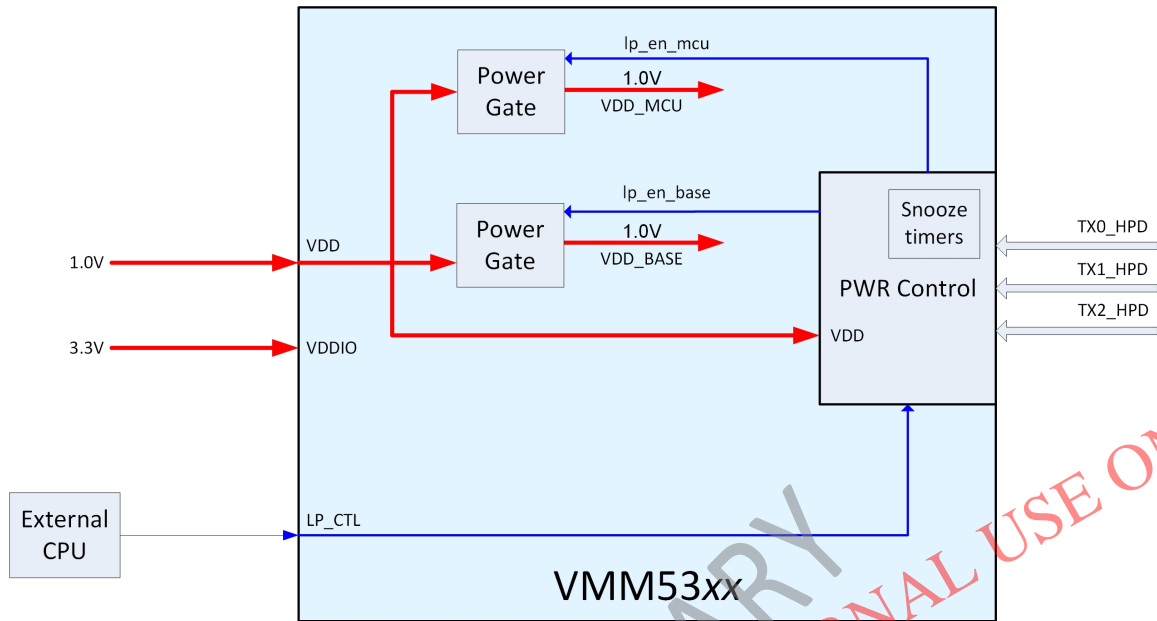 lp_en_mcu
Power
Gate
1.0V
VDD_MCU
lp_en_base
Power
Gate
1.0V
VDD_BASE
Snooze
timers
PWR Control
VDD
TX0_HPD
TX1_HPD
TX2_HPD
1.0V
VDD
3.3V
VDDIO
External
CPU
LP_CTL
VMM53xx
USE